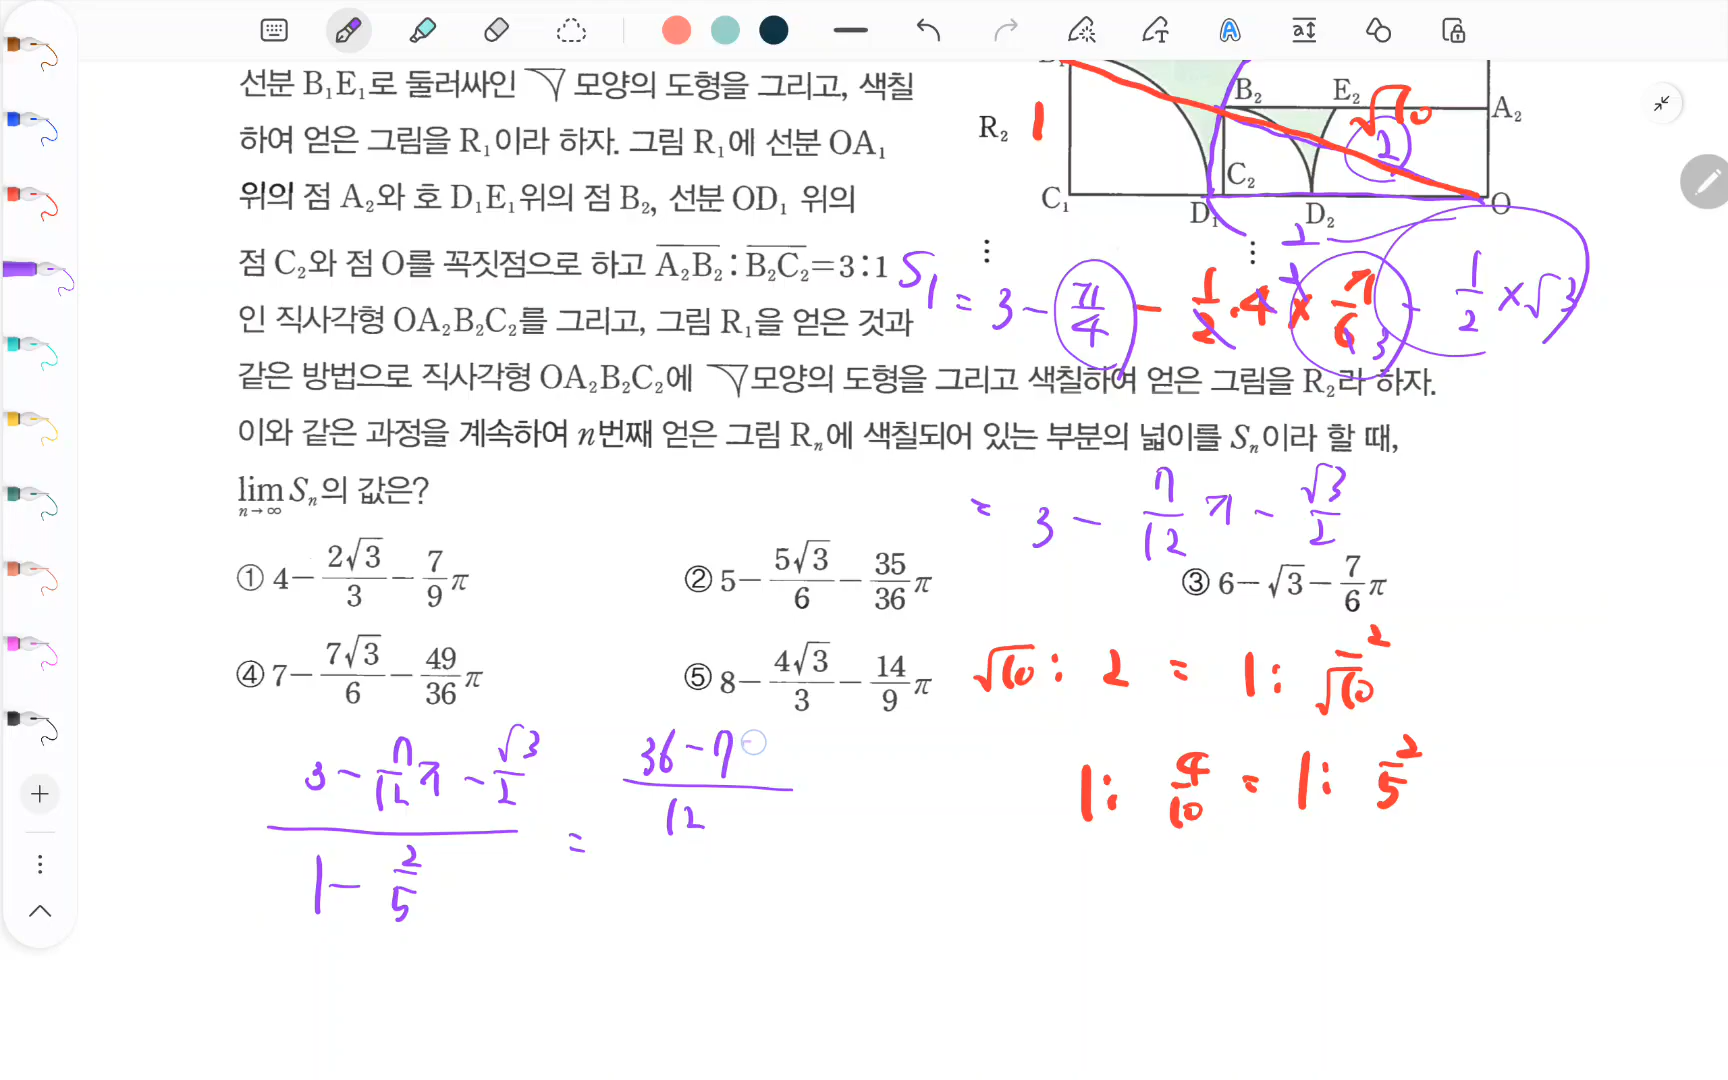 선분 B₁E₁로 둘러싸인 모양의 도형을 그리고, 색칠
하여 얻은 그림을 R₁이라 하자. 그림 R₁에 선분 OA₁
위의 점 A₂와 호 D₁E₁위의 점 B₂, 선분 OD₁ 위의
점 C₂와 점 O를 꼭짓점으로 하고 A₂B₂ : B₂C₂=3 : 1
인 직사각형 OA₂B₂C₂를 그리고, 그림 R₁을 얻은 것과
같은 방법으로 직사각형 OA₂B₂C₂에 모양의 도형을 그리고 색칠하여 얻은 그림을 R₂라 하자.
이와 같은 과정을 계속하여 n번째 얻은 그림 Rₙ에 색칠되어 있는 부분의 넓이를 Sₙ이라 할 때,
lim Sₙ의 값은?
n→∞
① 4-2√3/3-7/9π
② 5-5√3/6-35/36π
③ 6-√3-7/6π
④ 7-7√3/6-49/36π
⑤ 8-4√3/3-14/9π
R₂ 1
B₂ E₂ √10 A₂
2
C₂
C₁ D₁ D₂ O
⋮ ⋮
S₁ = 3 - π/4 - 1/2 · 4 × π/6 - 1/2 × √3
= 3 - 7/12 π - √3/2
√10 : 2 = 1 : 2/√10
1 : 4/10 = 1 : 2/5
3 - 7/12 π - √3/2
1 - 2/5
= 36 - 7
12